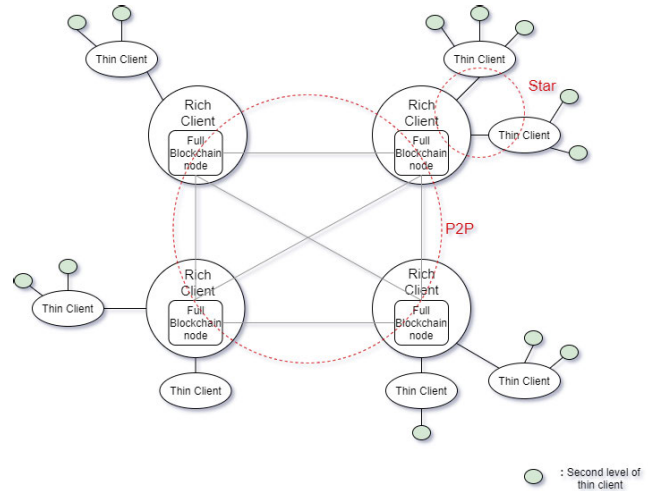 Thin Client
Thin Client
Star
Rich
Client
Full
Blockchain
node
Rich
Client
Full
Blockchain
node
Thin Client
P2P
Rich
Client
Full
Blockchain
node
Rich
Client
Full
Blockchain
node
Thin Client
Thin Client
Thin Client
Thin Client
: Second level of
thin client